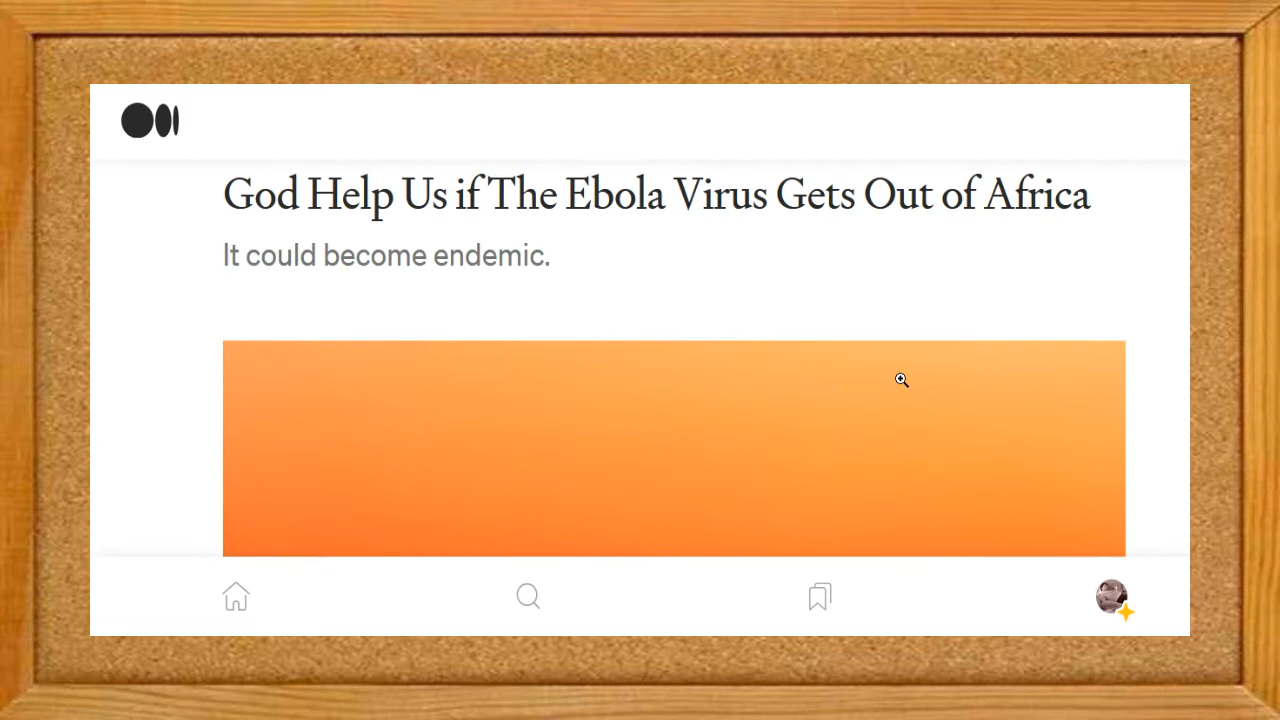 God Help Us if The Ebola Virus Gets Out of Africa
It could become endemic.